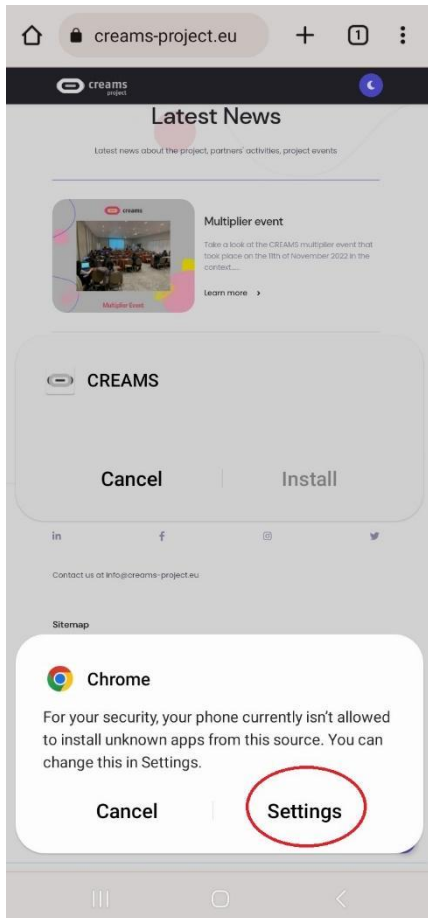 creams-project.eu
1
creams
project
Latest News
Latest news about the project, partners' activities, project events
creams
Multiplier Event
Multiplier event
Take a look at the CREAMS multiplier event that
took place on the 11th of November 2022 in the
context.....
Learn more
CREAMS
Cancel
Install
in
f
Contact us at info@creams-project.eu
Sitemap
Chrome
For your security, your phone currently isn't allowed
to install unknown apps from this source. You can
change this in Settings.
Cancel
Settings